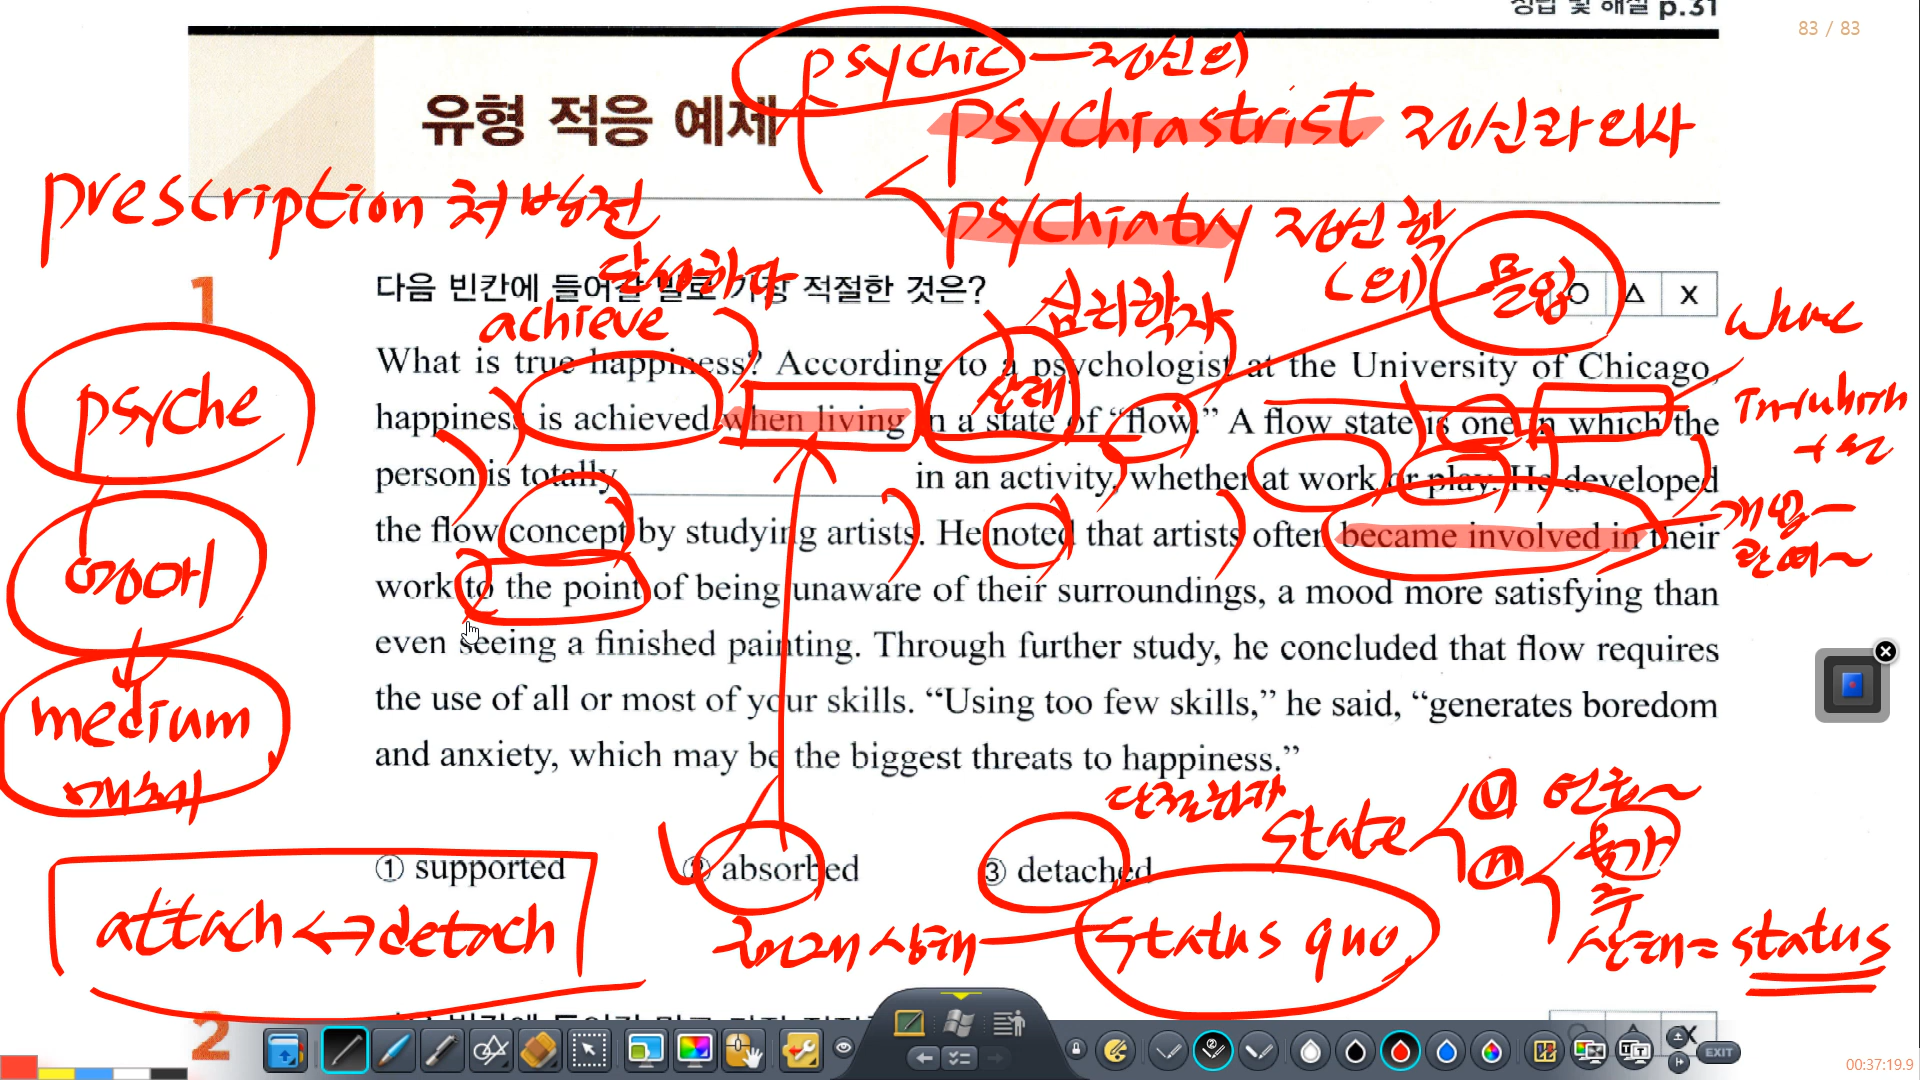 정답 및 해설 p.31
83 / 83
psychic 정신의
유형 적응 예제
psychiastrist 정신과 의사
prescription 처방전
psychiatry 정신학
(의)
몰입
1
다음 빈칸에 들어갈 말로 가장 적절한 것은?
O △ X
achieve
달성하다
심리학자
where
What is true happiness? According to a psychologist at the University of Chicago,
상태
psyche
happiness is achieved when living in a state of “flow.” A flow state is one in which the
person is totally in an activity, whether at work or play. He developed
the flow concept by studying artists. He noted that artists often became involved in their
영매
work to the point of being unaware of their surroundings, a mood more satisfying than
even seeing a finished painting. Through further study, he concluded that flow requires
medium
매체
the use of all or most of your skills. “Using too few skills,” he said, “generates boredom
and anxiety, which may be the biggest threats to happiness.”
state
① supported ② absorbed ③ detached
attach ↔ detach
현재 상태 status quo
상태 = status
2
EXIT
00:37:19.9